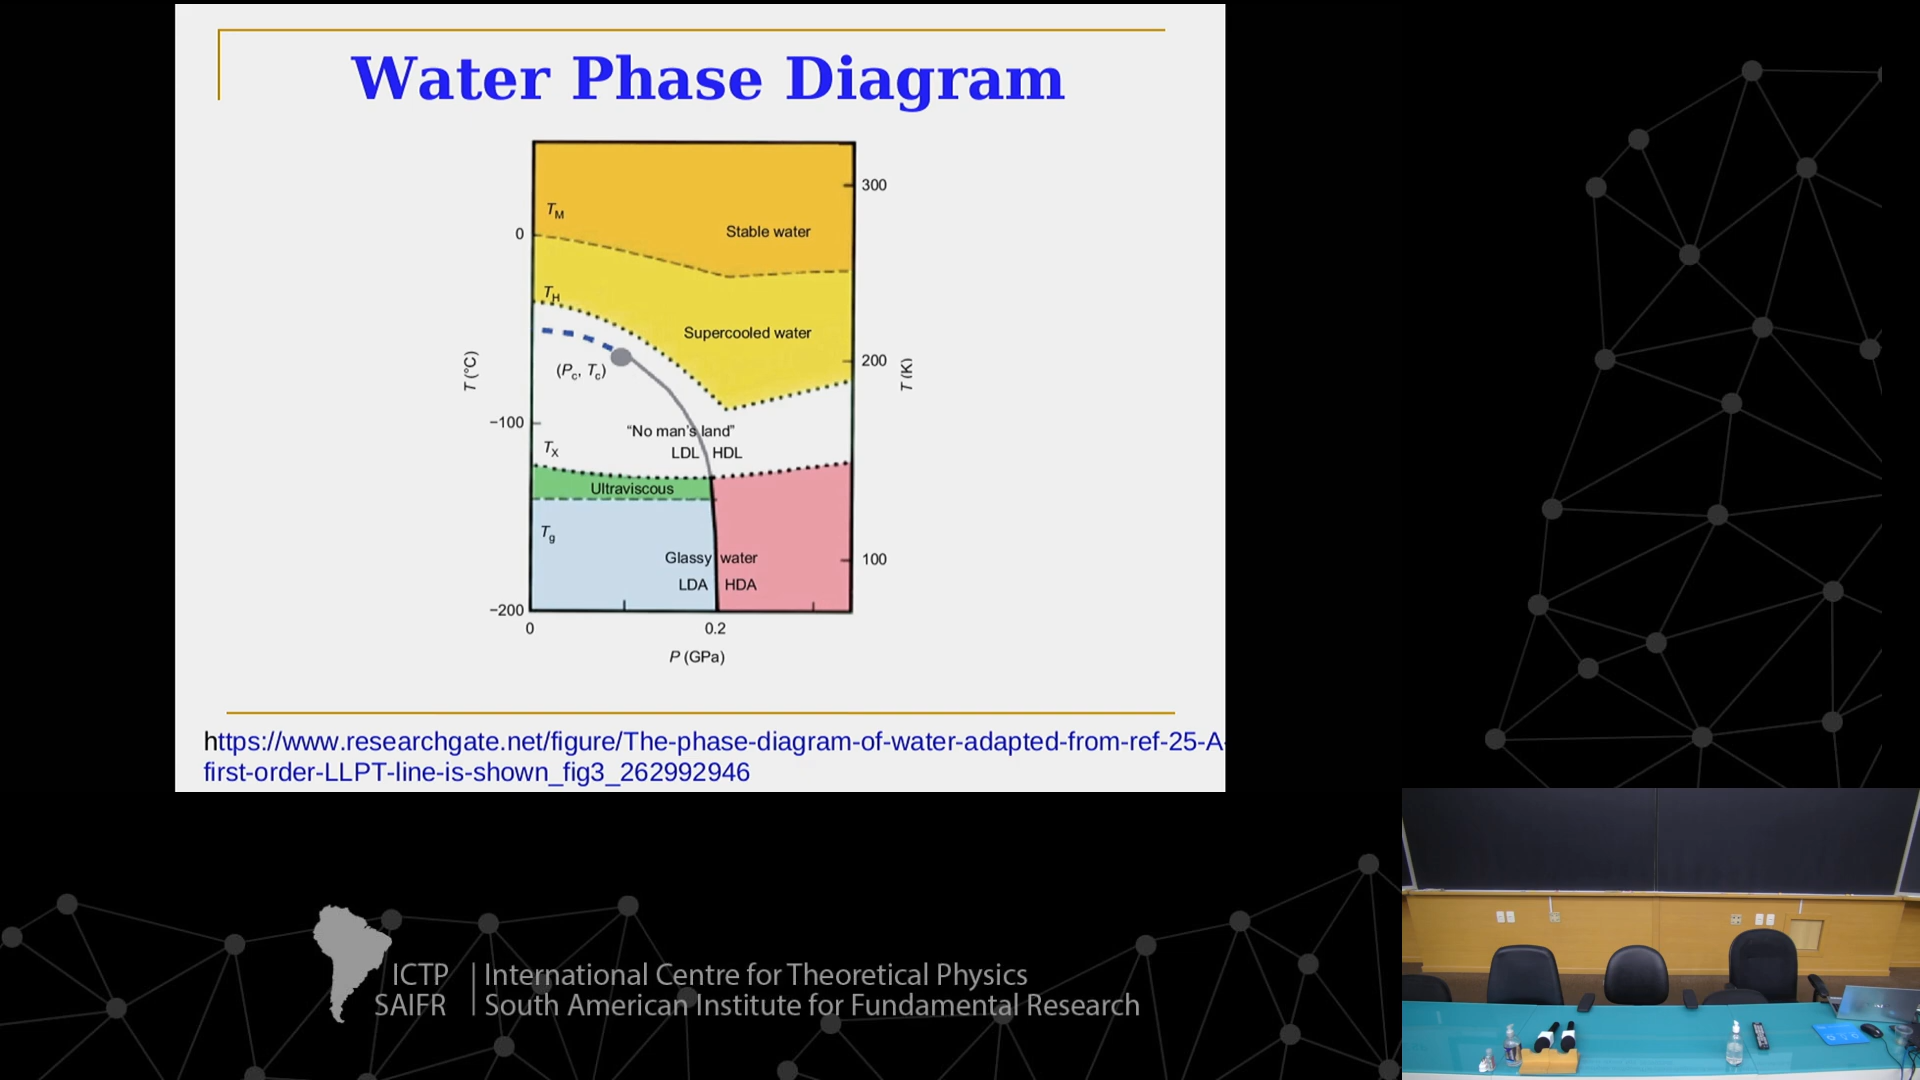 Water Phase Diagram
300
T_M
Stable water
0
T_H
Supercooled water
T (°C)
(P_c, T_c)
200
T (K)
−100
“No man’s land”
T_X
LDL HDL
Ultraviscous
T_g
Glassy water
100
LDA HDA
−200
0
0.2
P (GPa)
https://www.researchgate.net/figure/The-phase-diagram-of-water-adapted-from-ref-25-A-
first-order-LLPT-line-is-shown_fig3_262992946
ICTP International Centre for Theoretical Physics
SAIFR South American Institute for Fundamental Research